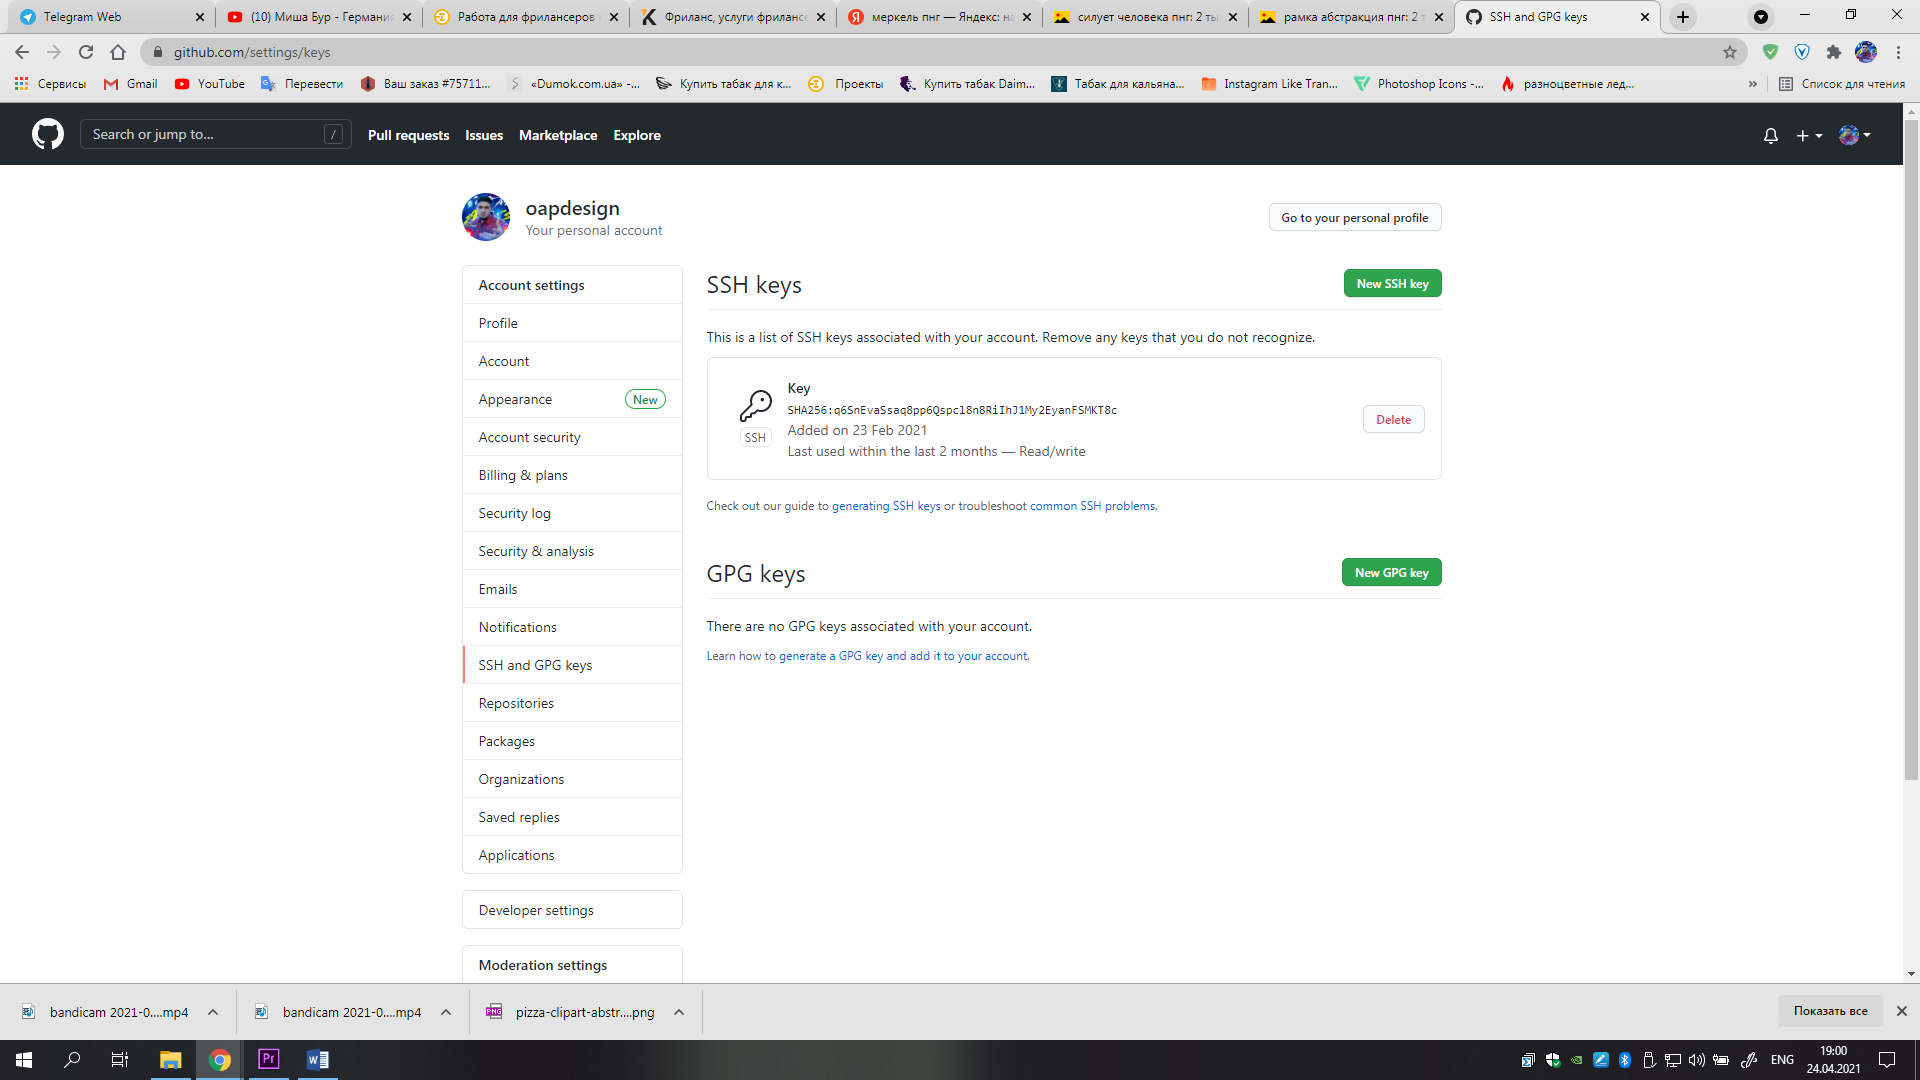 Telegram Web
(10) Миша Бур - Германия
Работа для фрилансеров
Фриланс, услуги фрилансе
меркель пнг — Яндекс: на
силует человека пнг: 2 ты
рамка абстракция пнг: 2 т
SSH and GPG keys
github.com/settings/keys
Сервисы
Gmail
YouTube
Перевести
Ваш заказ #75711...
«Dumok.com.ua» -...
Купить табак для к...
Проекты
Купить табак Daim...
Табак для кальяна...
Instagram Like Tran...
Photoshop Icons -...
разноцветные лед...
»
Список для чтения
Search or jump to...
/
Pull requests
Issues
Marketplace
Explore
oapdesign
Your personal account
Go to your personal profile
Account settings
Profile
Account
Appearance
New
Account security
Billing & plans
Security log
Security & analysis
Emails
Notifications
SSH and GPG keys
Repositories
Packages
Organizations
Saved replies
Applications
Developer settings
Moderation settings
SSH keys
New SSH key
This is a list of SSH keys associated with your account. Remove any keys that you do not recognize.
Key
SHA256:q6SnEvaSsaq8pp6Qspcl8n8RiIhJ1My2EyanFSMKT8c
Added on 23 Feb 2021
Last used within the last 2 months — Read/write
SSH
Delete
Check out our guide to generating SSH keys or troubleshoot common SSH problems.
GPG keys
New GPG key
There are no GPG keys associated with your account.
Learn how to generate a GPG key and add it to your account.
bandicam 2021-0....mp4
bandicam 2021-0....mp4
PNG
pizza-clipart-abstr....png
Показать все
Pr
ENG
19:00
24.04.2021